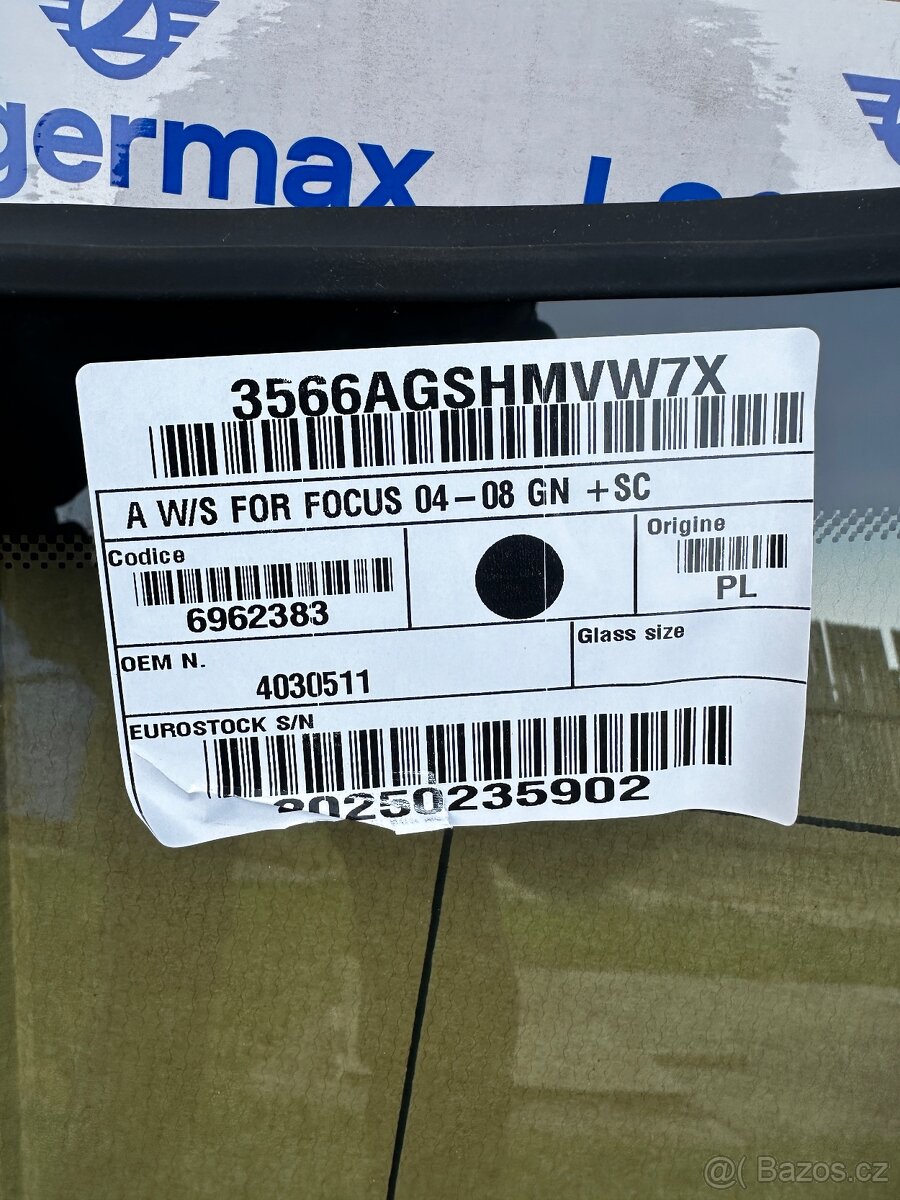 germax
3566AGSHMVW7X
A W/S FOR FOCUS 04-08 GN +SC
Codice
6962383
Origine
PL
OEM N.
4030511
Glass size
EUROSTOCK S/N
80250235902
@( Bazos.cz